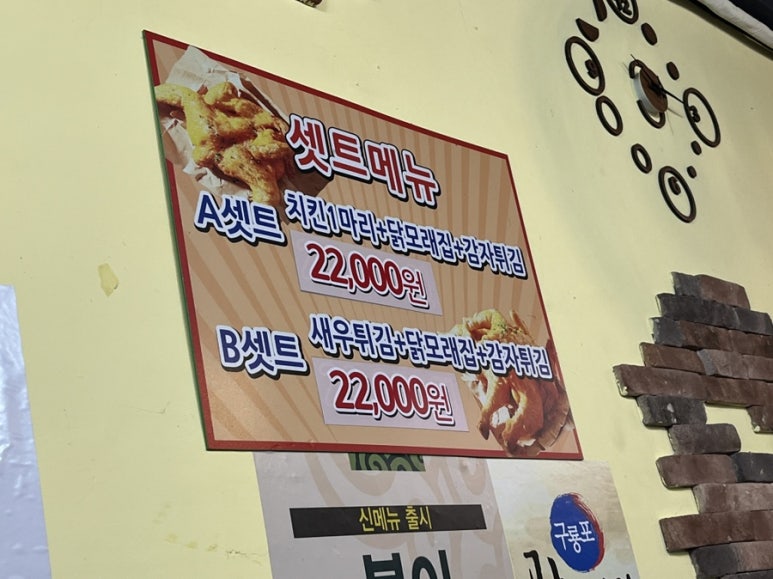 셋트메뉴
A셋트 치킨1마리+닭모래집+감자튀김
22,000원
B셋트 새우튀김+닭모래집+감자튀김
22,000원
신메뉴 출시
구룡포